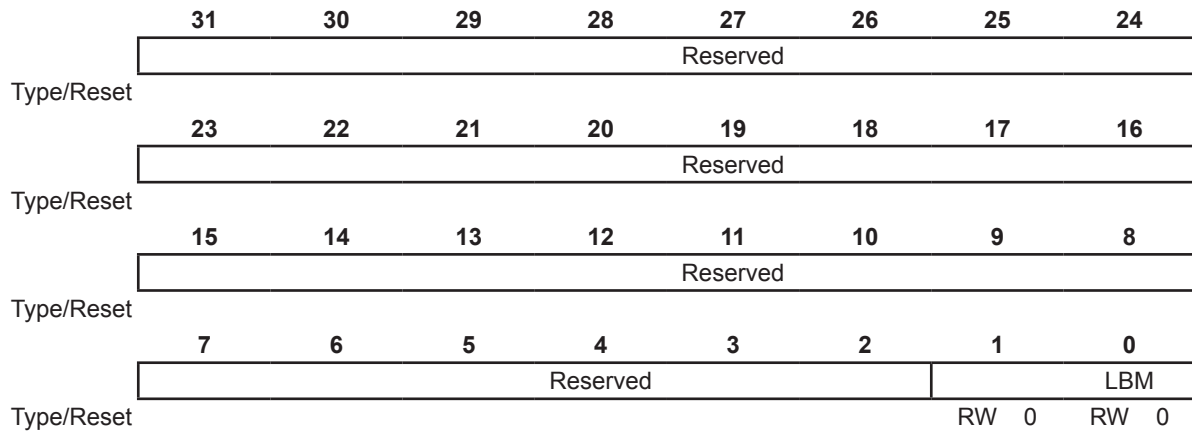 31 30 29 28 27 26 25 24
Reserved
Type/Reset
23 22 21 20 19 18 17 16
Reserved
Type/Reset
15 14 13 12 11 10 9 8
Reserved
Type/Reset
7 6 5 4 3 2 1 0
Reserved LBM
Type/Reset RW 0 RW 0